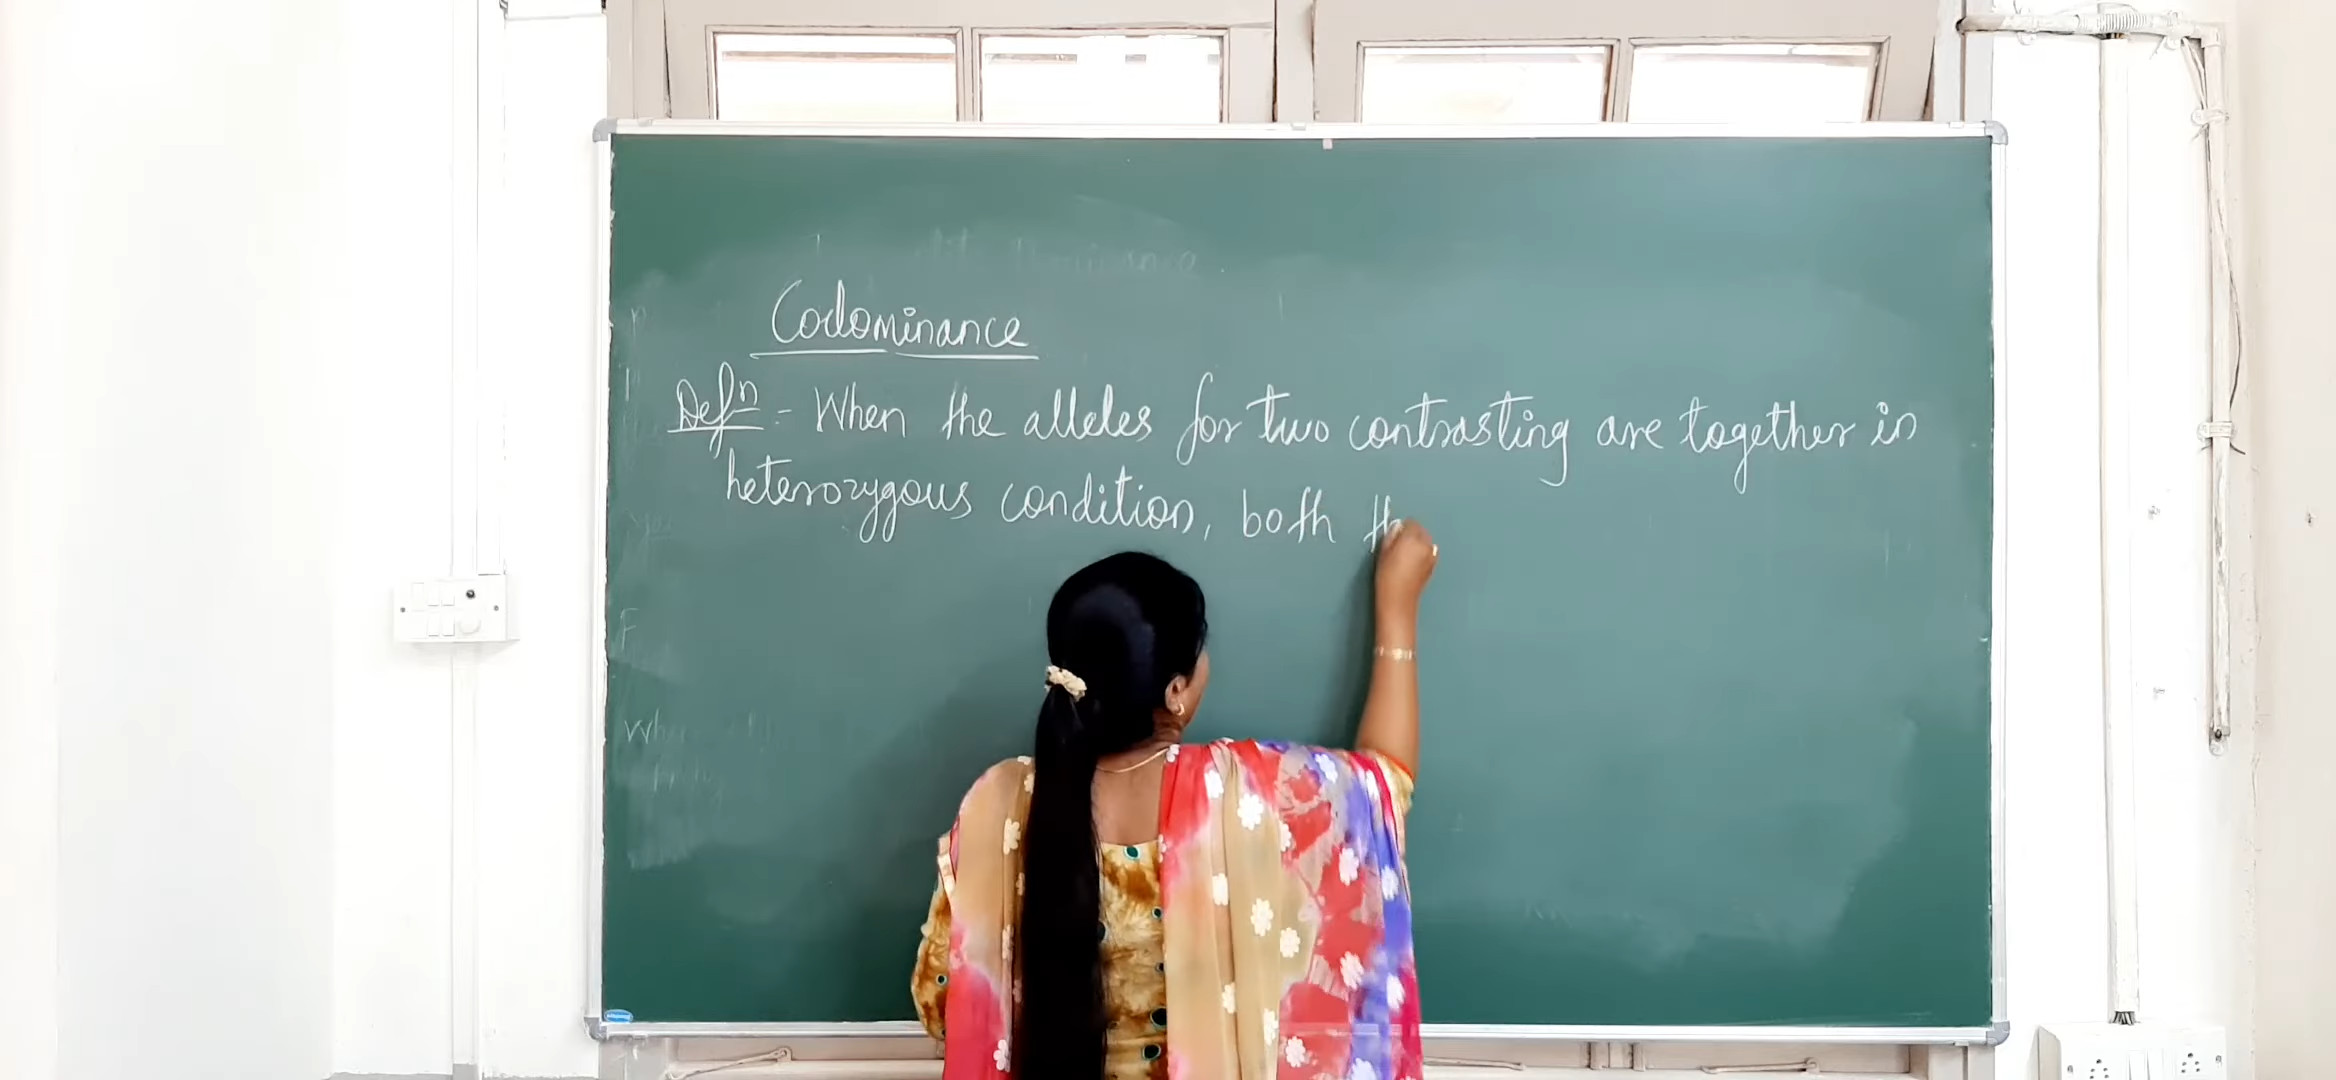 Codominance
Defn = When the alleles for two contrasting are together in
heterozygous condition, both th